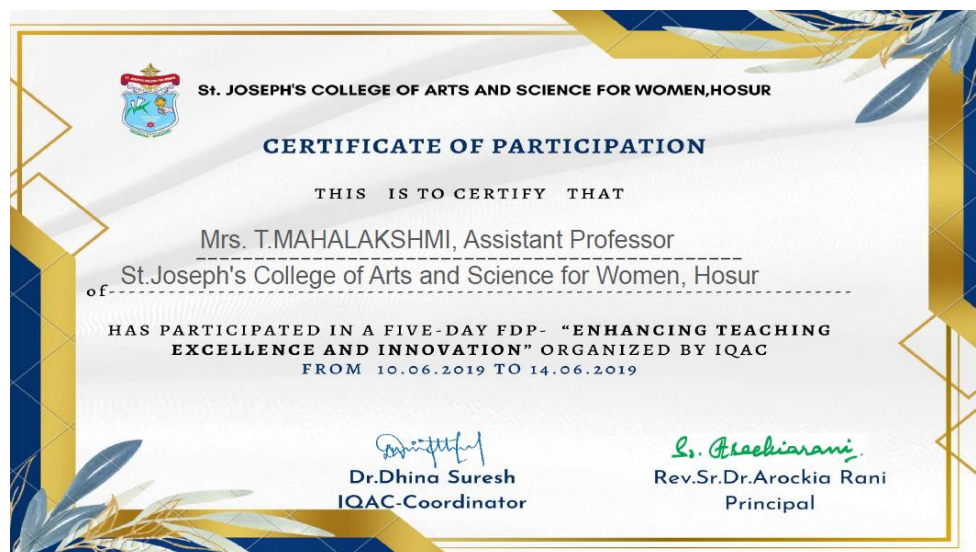 St. JOSEPH'S COLLEGE OF ARTS AND SCIENCE FOR WOMEN,HOSUR
CERTIFICATE OF PARTICIPATION
THIS IS TO CERTIFY THAT
Mrs. T.MAHALAKSHMI, Assistant Professor
of St.Joseph's College of Arts and Science for Women, Hosur
HAS PARTICIPATED IN A FIVE-DAY FDP- “ENHANCING TEACHING
EXCELLENCE AND INNOVATION” ORGANIZED BY IQAC
FROM 10.06.2019 TO 14.06.2019
Dr.Dhina Suresh
IQAC-Coordinator
Rev.Sr.Dr.Arockia Rani
Principal